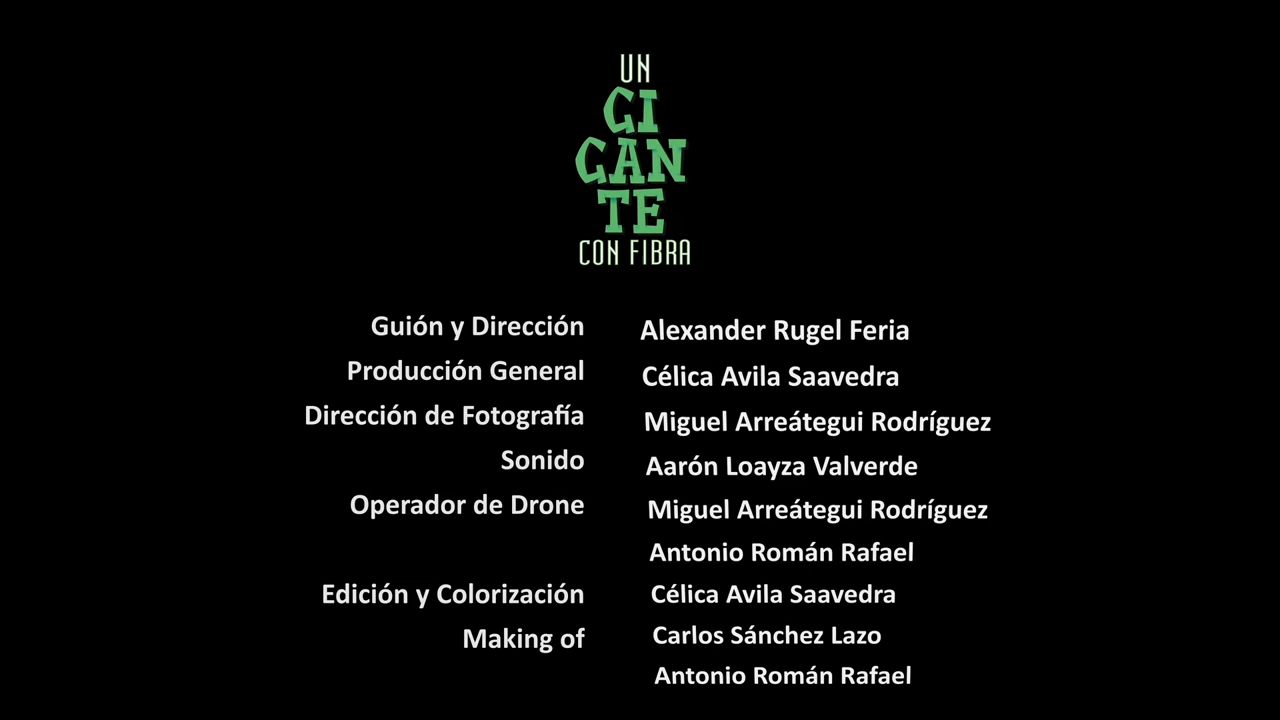 UN
GI
GAN
TE
CON FIBRA
Guión y Dirección Alexander Rugel Feria
Producción General Célica Avila Saavedra
Dirección de Fotografía Miguel Arreátegui Rodríguez
Sonido Aarón Loayza Valverde
Operador de Drone Miguel Arreátegui Rodríguez
Antonio Román Rafael
Edición y Colorización Célica Avila Saavedra
Making of Carlos Sánchez Lazo
Antonio Román Rafael